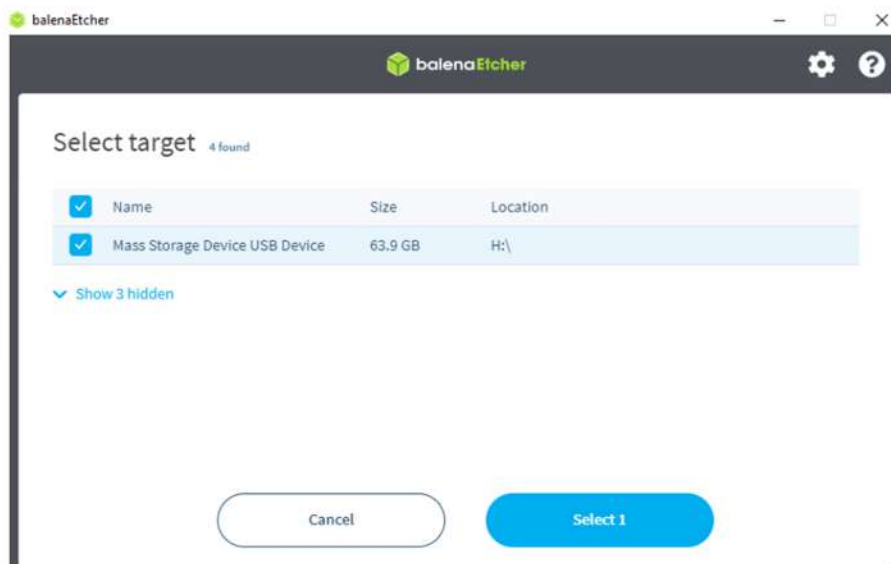 balenaEtcher
balenaEtcher
Select target 4 found
Name Size Location
Mass Storage Device USB Device 63.9 GB H:\
Show 3 hidden
Cancel Select 1